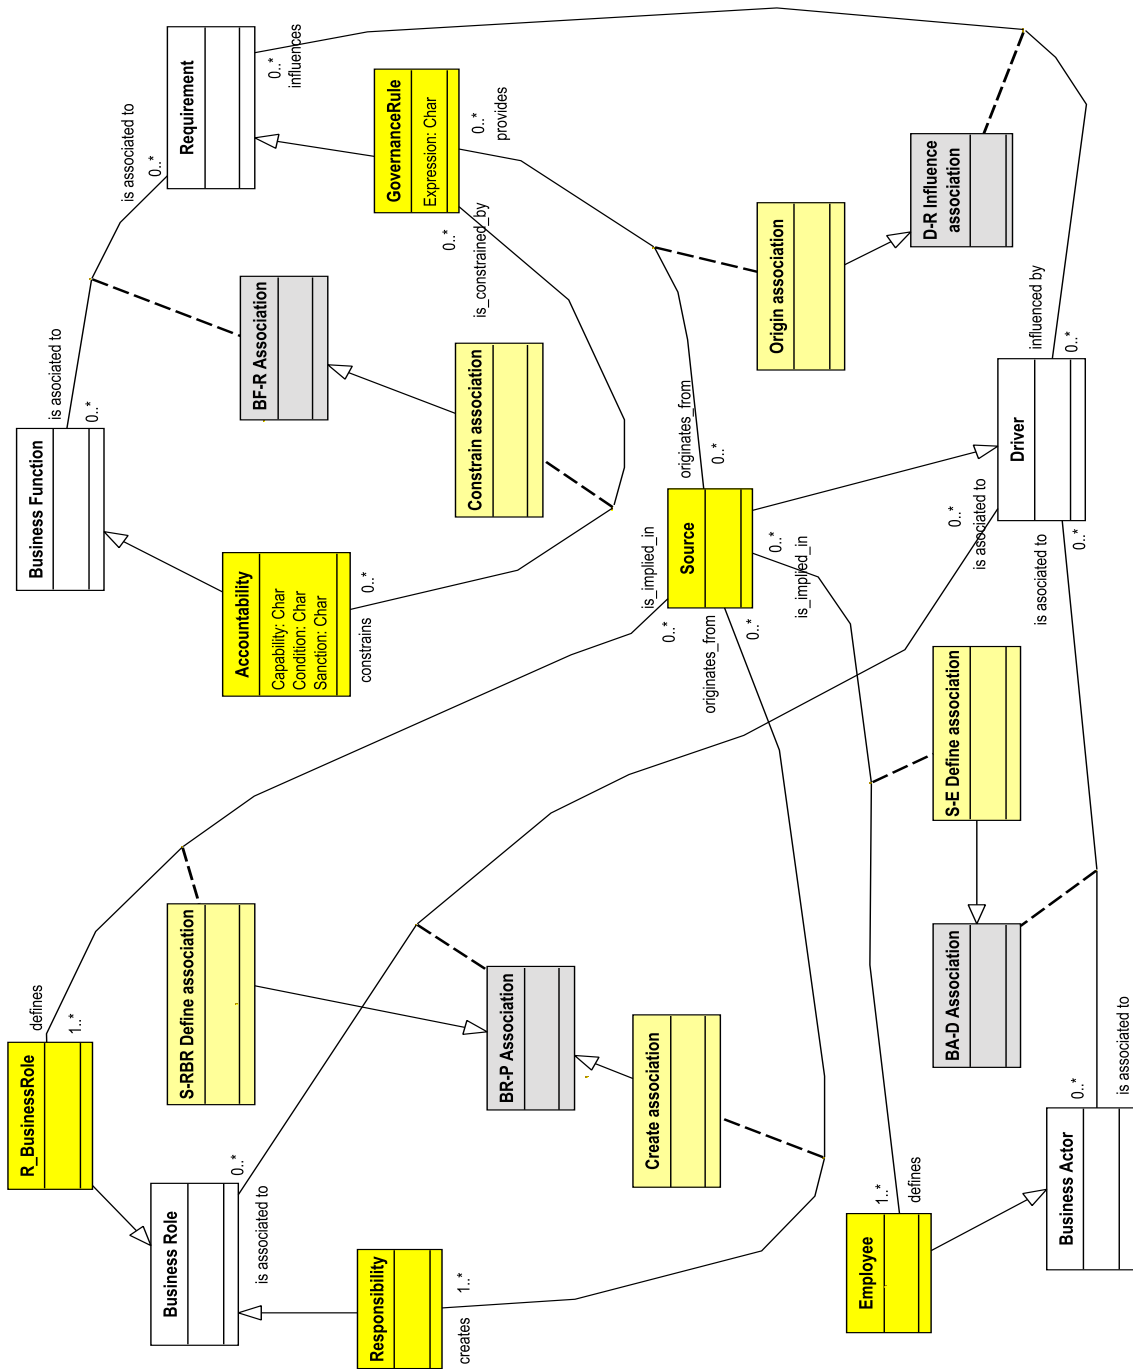 Requirement
0..*
influences
is associated to
0..*
GovernanceRule
Expression: Char
0..*
provides
0..*
is_constrained_by
D-R Influence
association
Origin association
BF-R Association
Constrain association
is asociated to
0..*
Business Function
influenced by
0..*
Driver
originates_from
0..*
Source
is_implied_in
0..*
0..*
is_implied_in
originates_from
0..*
0..*
is asociated to
is asociated to
0..*
Accountability
Capability: Char
Condition: Char
Sanction: Char
0..*
constrains
S-E Define association
BA-D Association
S-RBR Define association
BR-P Association
Create association
defines
1..*
R_BusinessRole
Business Role
0..*
is associated to
Responsibility
1..*
creates
Employee
1..*
defines
Business Actor
0..*
is associated to